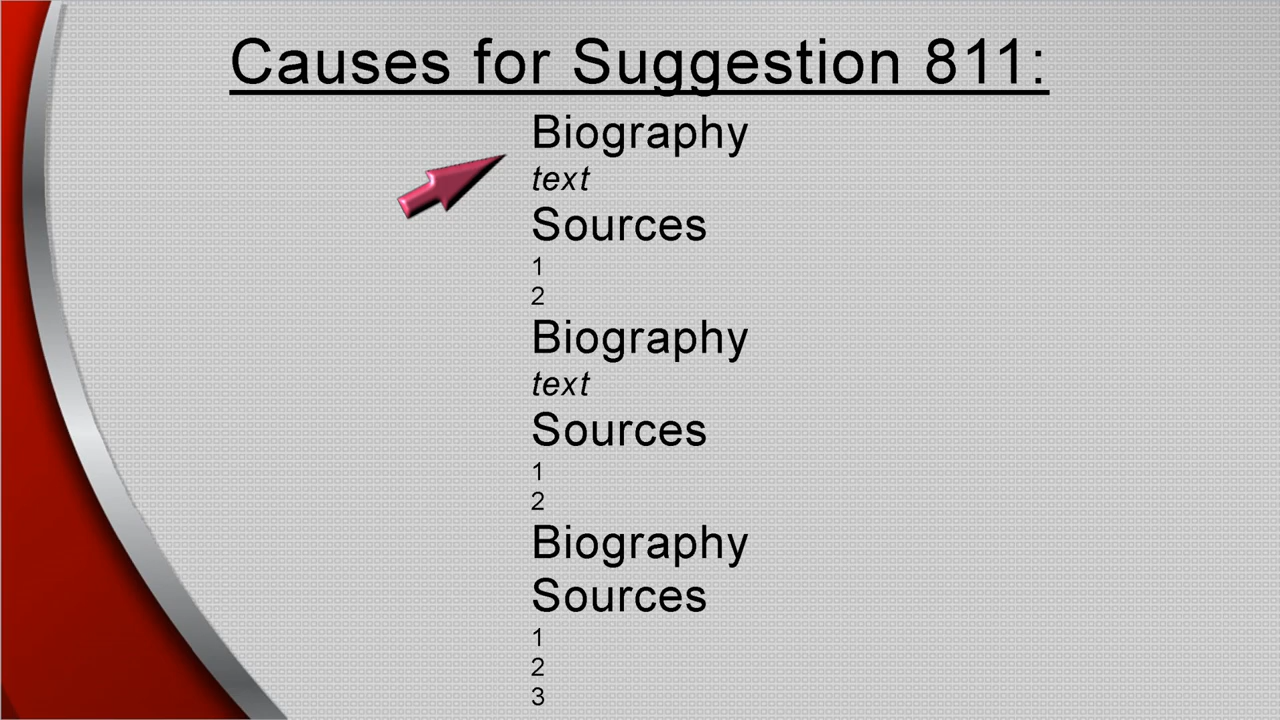 Causes for Suggestion 811:
Biography
text
Sources
1
2
Biography
text
Sources
1
2
Biography
Sources
1
2
3